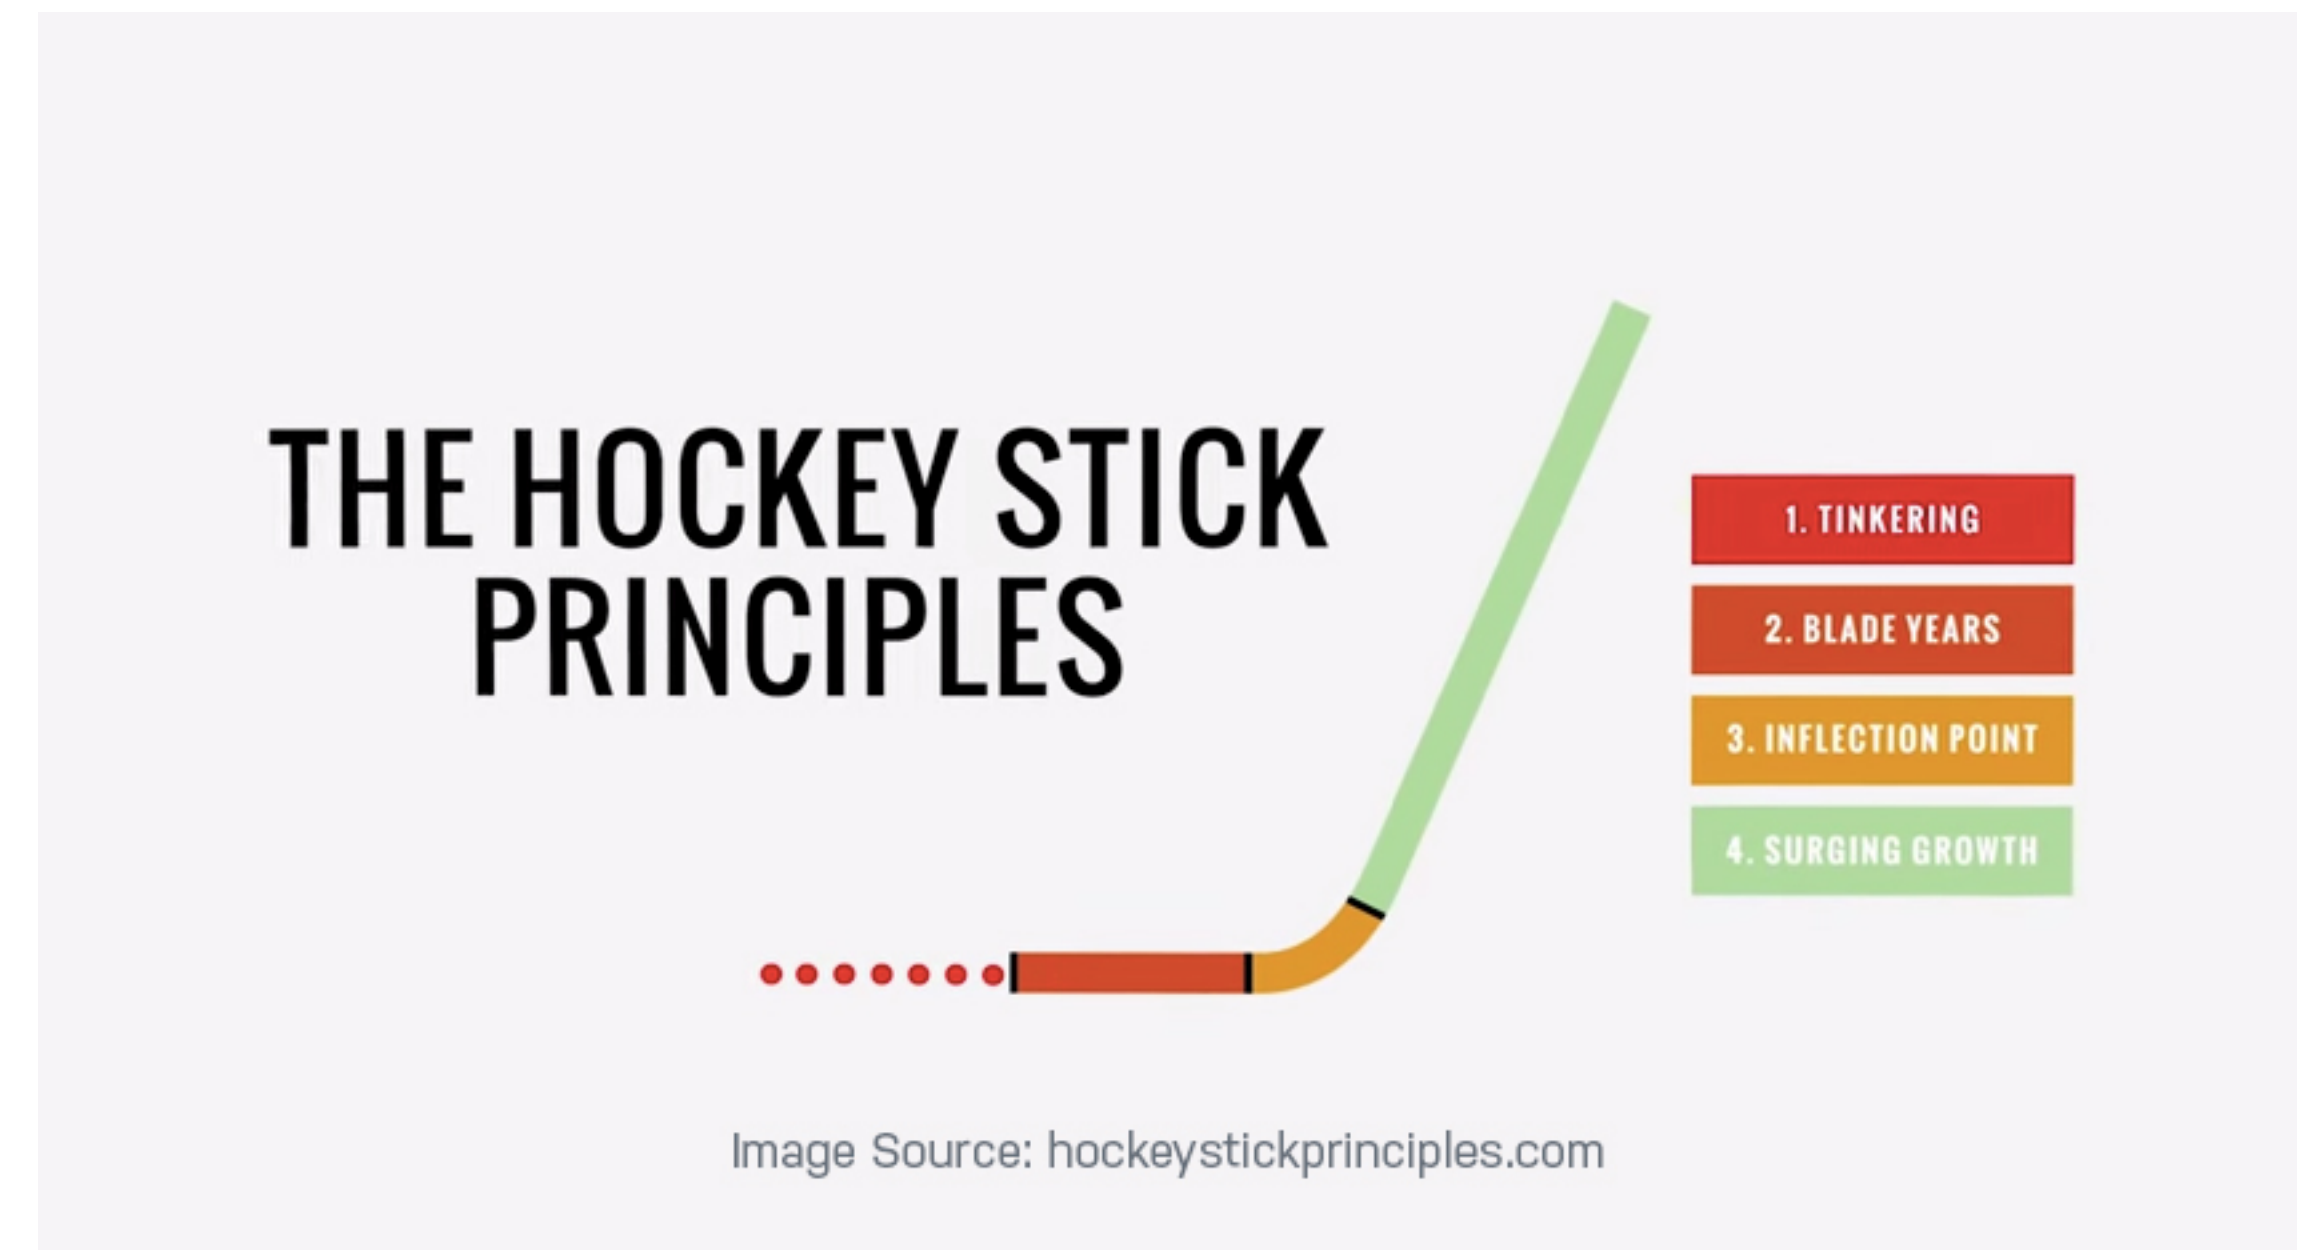 THE HOCKEY STICK
PRINCIPLES
1. TINKERING
2. BLADE YEARS
3. INFLECTION POINT
4. SURGING GROWTH
Image Source: hockeystickprinciples.com